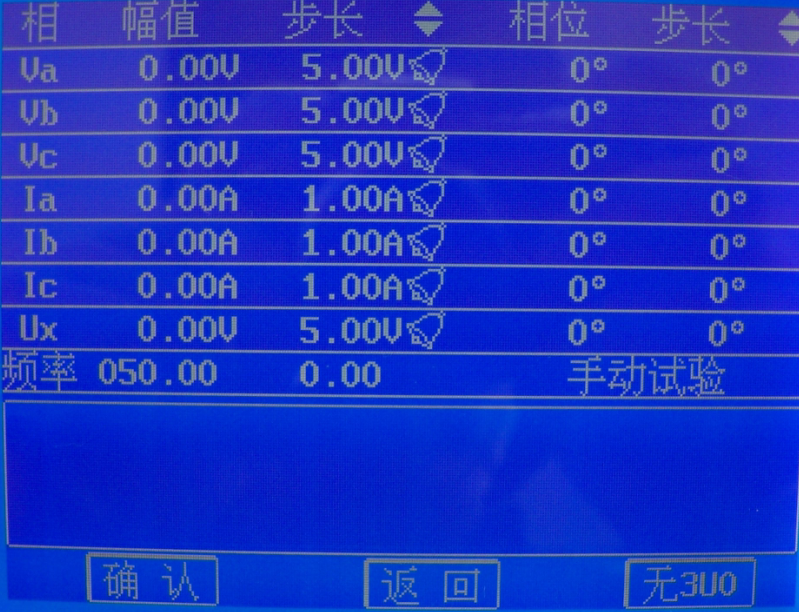 相 幅值 步长 相位 步长
Va 0.00V 5.00V 0° 0°
Vb 0.00V 5.00V 0° 0°
Vc 0.00V 5.00V 0° 0°
Ia 0.00A 1.00A 0° 0°
Ib 0.00A 1.00A 0° 0°
Ic 0.00A 1.00A 0° 0°
Ux 0.00V 5.00V 0° 0°
频率 050.00 0.00 手动试验
确认 返回 无3U0